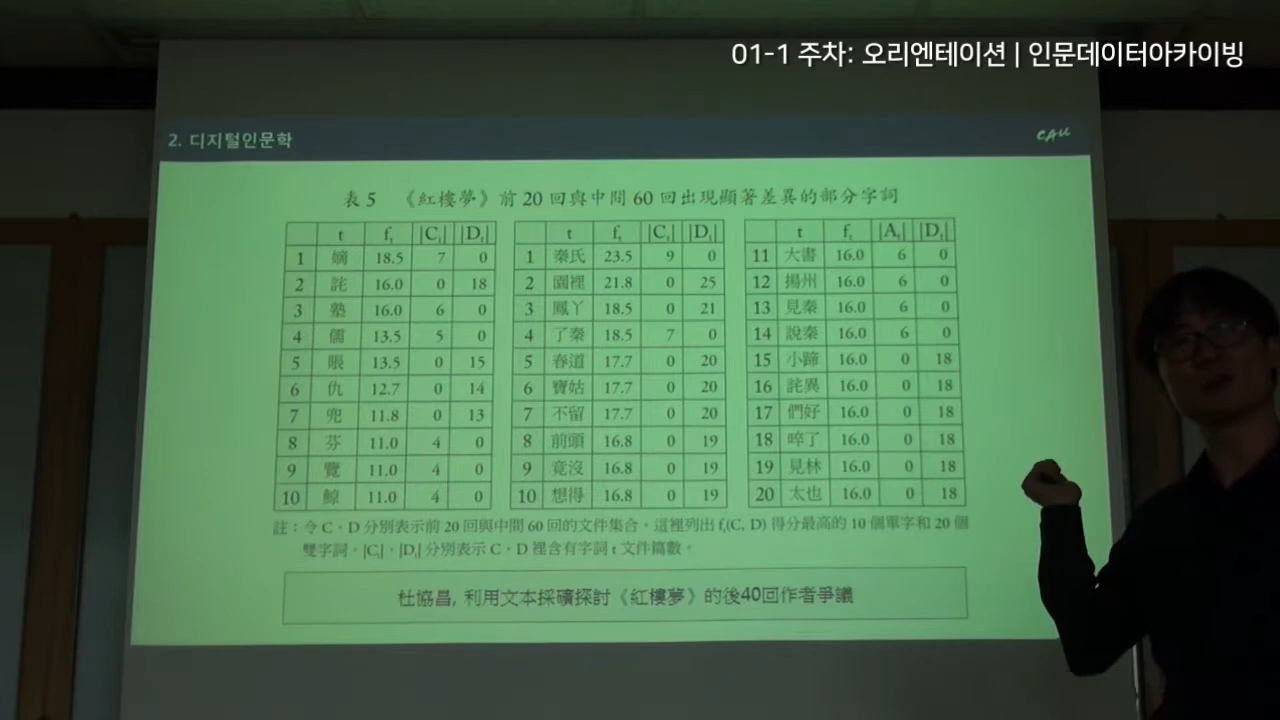 01-1 주차: 오리엔테이션 | 인문데이터아카이빙
2. 디지털인문학
CAU
表 5 《紅樓夢》前 20 回與中間 60 回出現顯著差異的部分字詞
t fₜ |Cₜ| |Dₜ|
1 嫡 18.5 7 0
2 詫 16.0 0 18
3 塾 16.0 6 0
4 儒 13.5 5 0
5 賬 13.5 0 15
6 仇 12.7 0 14
7 兜 11.8 0 13
8 芬 11.0 4 0
9 覽 11.0 4 0
10 鯨 11.0 4 0
t fₜ |Cₜ| |Dₜ|
1 秦氏 23.5 9 0
2 園裡 21.8 0 25
3 鳳丫 18.5 0 21
4 了秦 18.5 7 0
5 春道 17.7 0 20
6 寶姑 17.7 0 20
7 不留 17.7 0 20
8 前頭 16.8 0 19
9 竟沒 16.8 0 19
10 想得 16.8 0 19
t fₜ |Aₜ| |Dₜ|
11 大書 16.0 6 0
12 揚州 16.0 6 0
13 見秦 16.0 6 0
14 說秦 16.0 6 0
15 小蹄 16.0 0 18
16 詫異 16.0 0 18
17 們好 16.0 0 18
18 啐了 16.0 0 18
19 見林 16.0 0 18
20 太也 16.0 0 18
註：令 C、D 分別表示前 20 回與中間 60 回的文件集合。這裡列出 fₜ(C, D) 得分最高的 10 個單字和 20 個
雙字詞。|Cₜ|、|Dₜ| 分別表示 C、D 裡含有字詞 t 文件篇數。
杜協昌, 利用文本採礦探討《紅樓夢》的後40回作者爭議